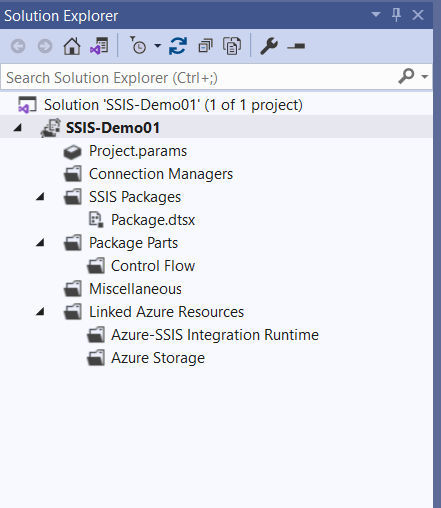 Solution Explorer
Search Solution Explorer (Ctrl+;)
Solution 'SSIS-Demo01' (1 of 1 project)
SSIS-Demo01
Project.params
Connection Managers
SSIS Packages
Package.dtsx
Package Parts
Control Flow
Miscellaneous
Linked Azure Resources
Azure-SSIS Integration Runtime
Azure Storage